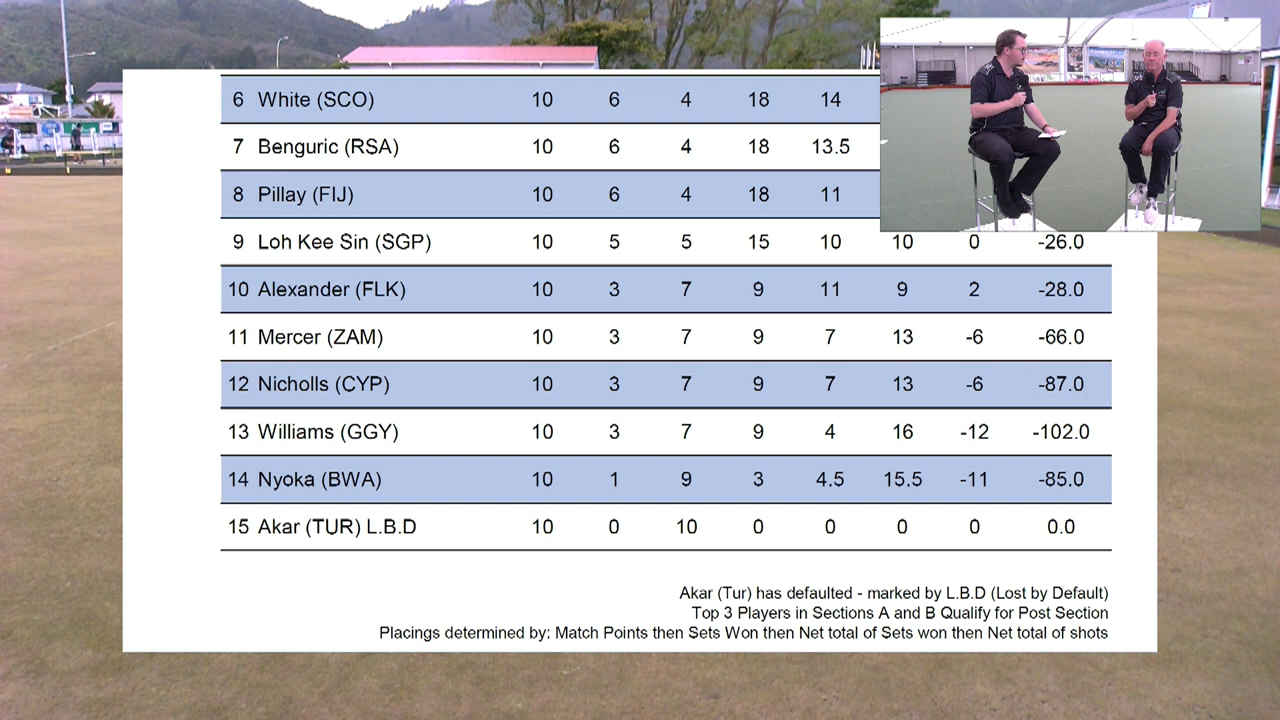 6 White (SCO) 10 6 4 18 14
7 Benguric (RSA) 10 6 4 18 13.5
8 Pillay (FIJ) 10 6 4 18 11
9 Loh Kee Sin (SGP) 10 5 5 15 10 10 0 -26.0
10 Alexander (FLK) 10 3 7 9 11 9 2 -28.0
11 Mercer (ZAM) 10 3 7 9 7 13 -6 -66.0
12 Nicholls (CYP) 10 3 7 9 7 13 -6 -87.0
13 Williams (GGY) 10 3 7 9 4 16 -12 -102.0
14 Nyoka (BWA) 10 1 9 3 4.5 15.5 -11 -85.0
15 Akar (TUR) L.B.D 10 0 10 0 0 0 0 0.0
Akar (Tur) has defaulted - marked by L.B.D (Lost by Default)
Top 3 Players in Sections A and B Qualify for Post Section
Placings determined by: Match Points then Sets Won then Net total of Sets won then Net total of shots